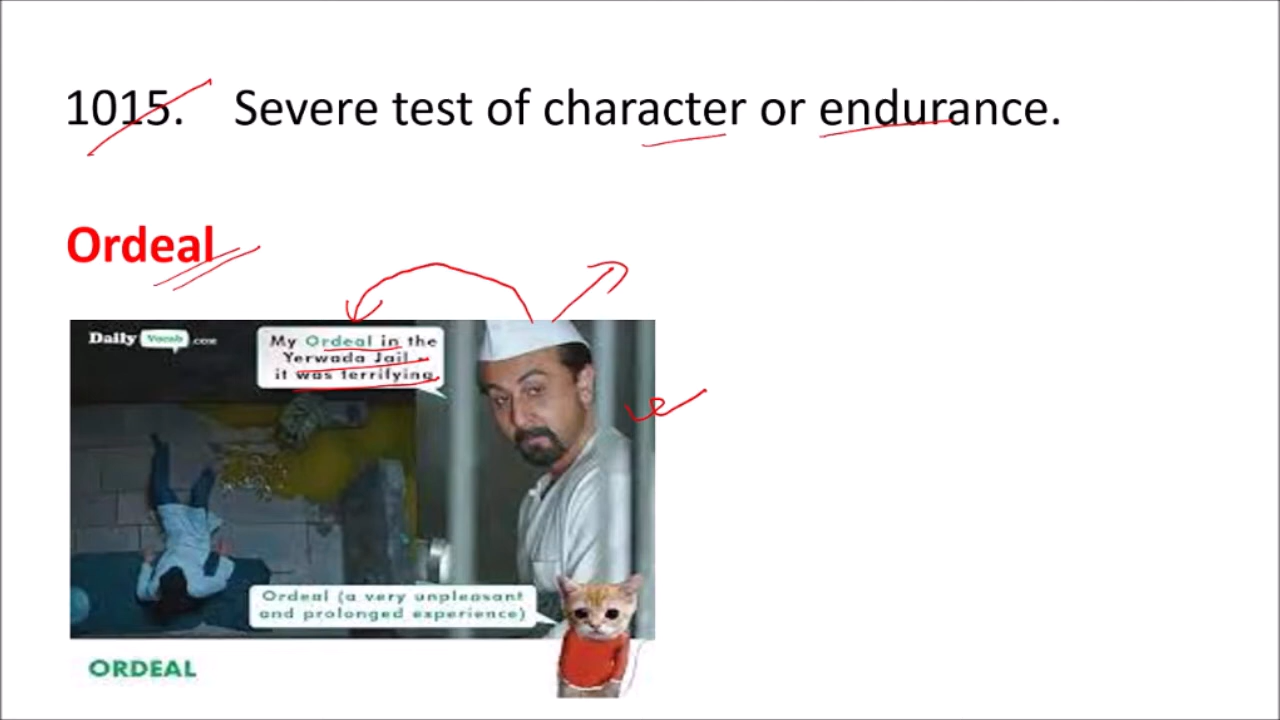 1015. Severe test of character or endurance.
Ordeal
Daily Vocab .com
My Ordeal in the
Yerwada Jail -
it was terrifying
Ordeal (a very unpleasant
and prolonged experience)
ORDEAL